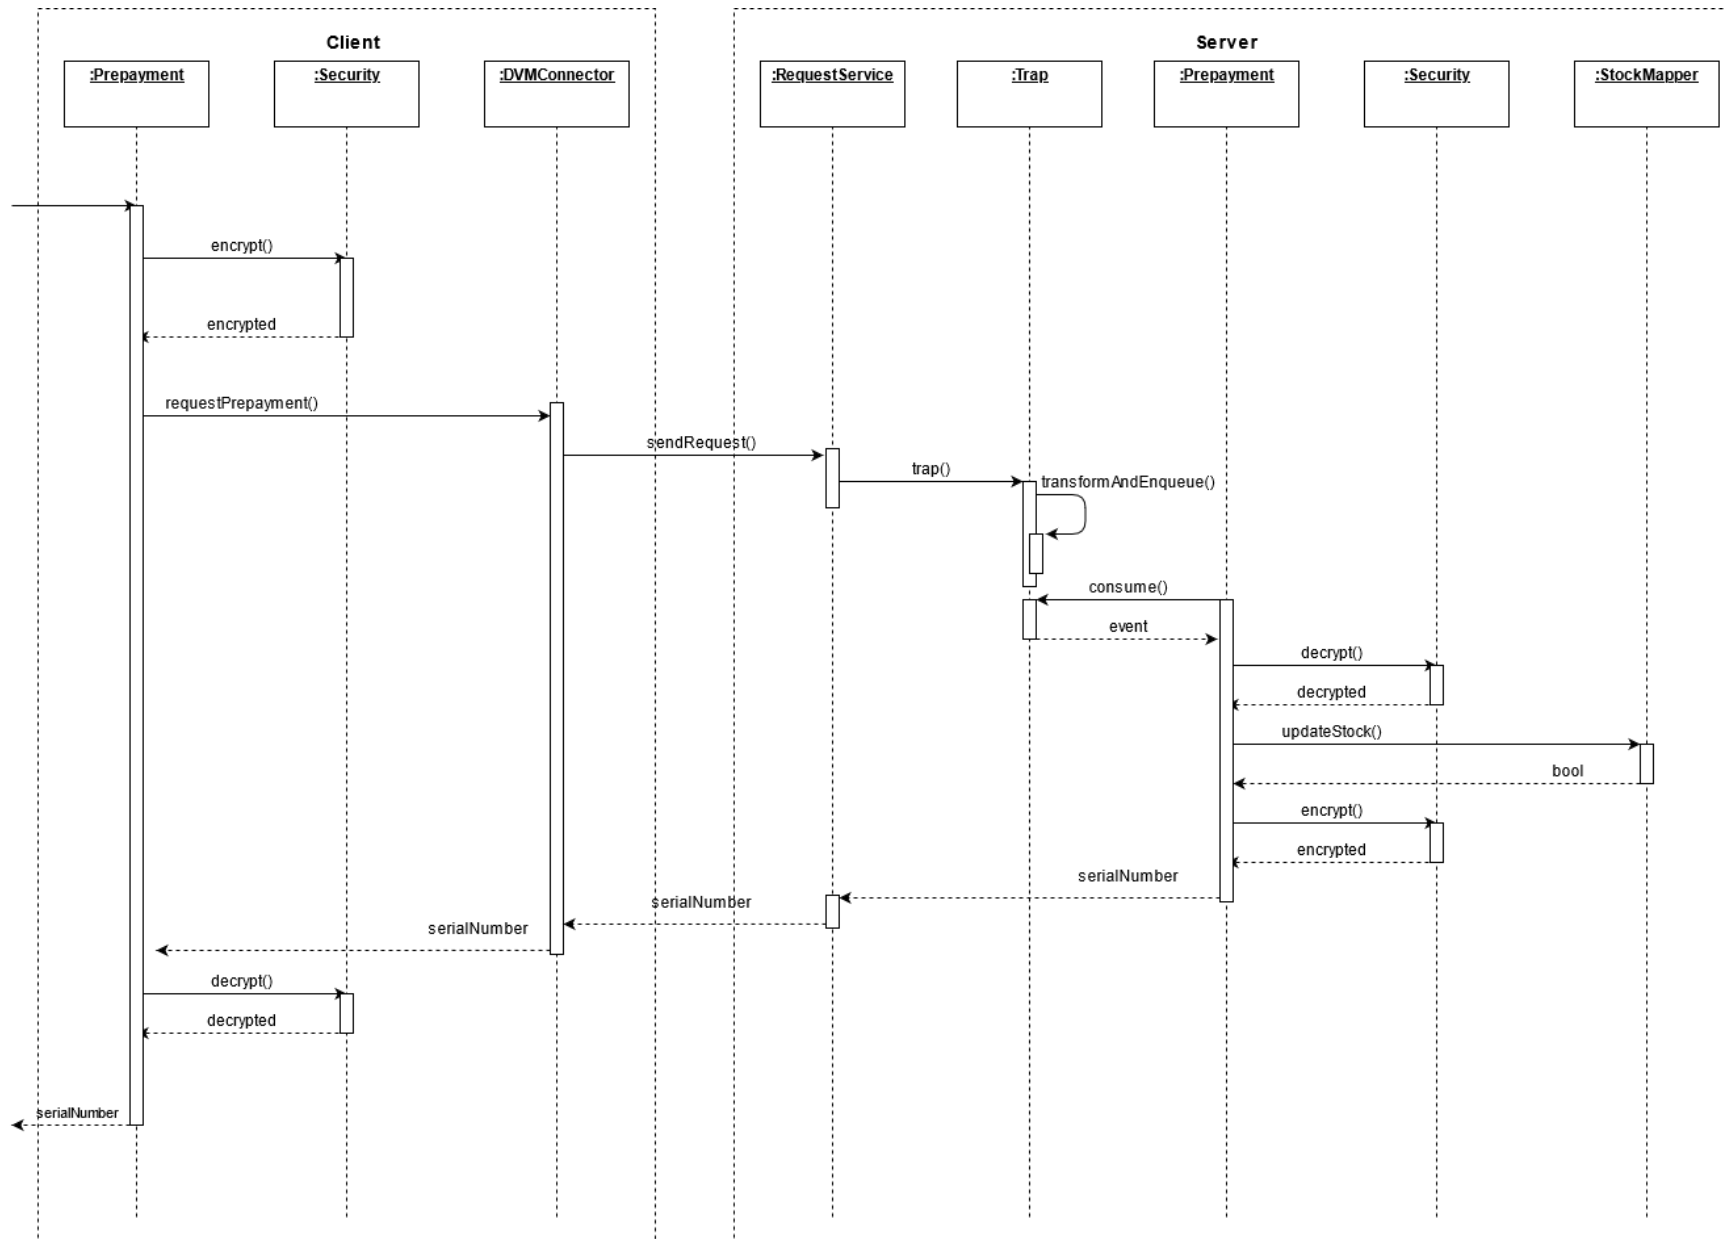 Client
Server
:Prepayment
:Security
:DVMConnector
:RequestService
:Trap
:Prepayment
:Security
:StockMapper
encrypt()
encrypted
requestPrepayment()
sendRequest()
trap()
transformAndEnqueue()
consume()
event
decrypt()
decrypted
updateStock()
bool
encrypt()
encrypted
serialNumber
serialNumber
serialNumber
decrypt()
decrypted
serialNumber